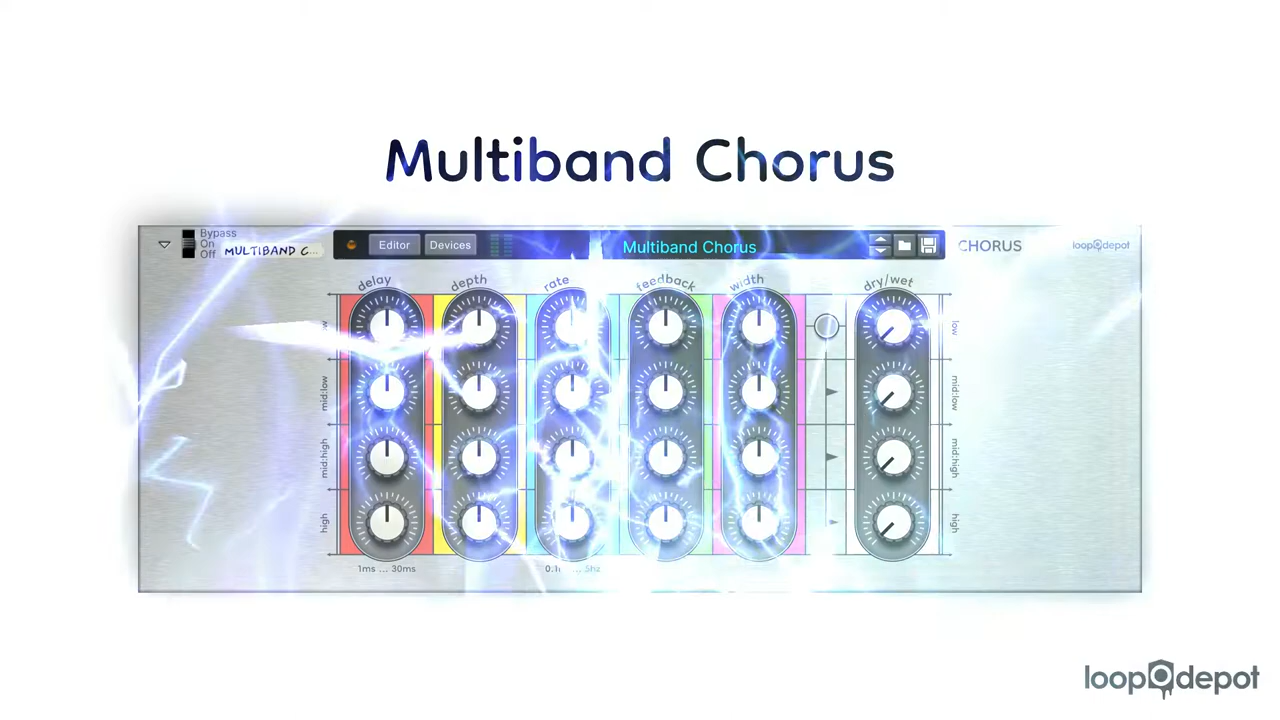 Multiband Chorus
Bypass
On
Off
MULTIBAND C...
Editor
Devices
Multiband Chorus
CHORUS
loopdepot
delay
depth
rate
feedback
width
dry/wet
low
mid:low
mid:low
mid:high
mid:high
high
high
1ms ... 30ms
loopdepot